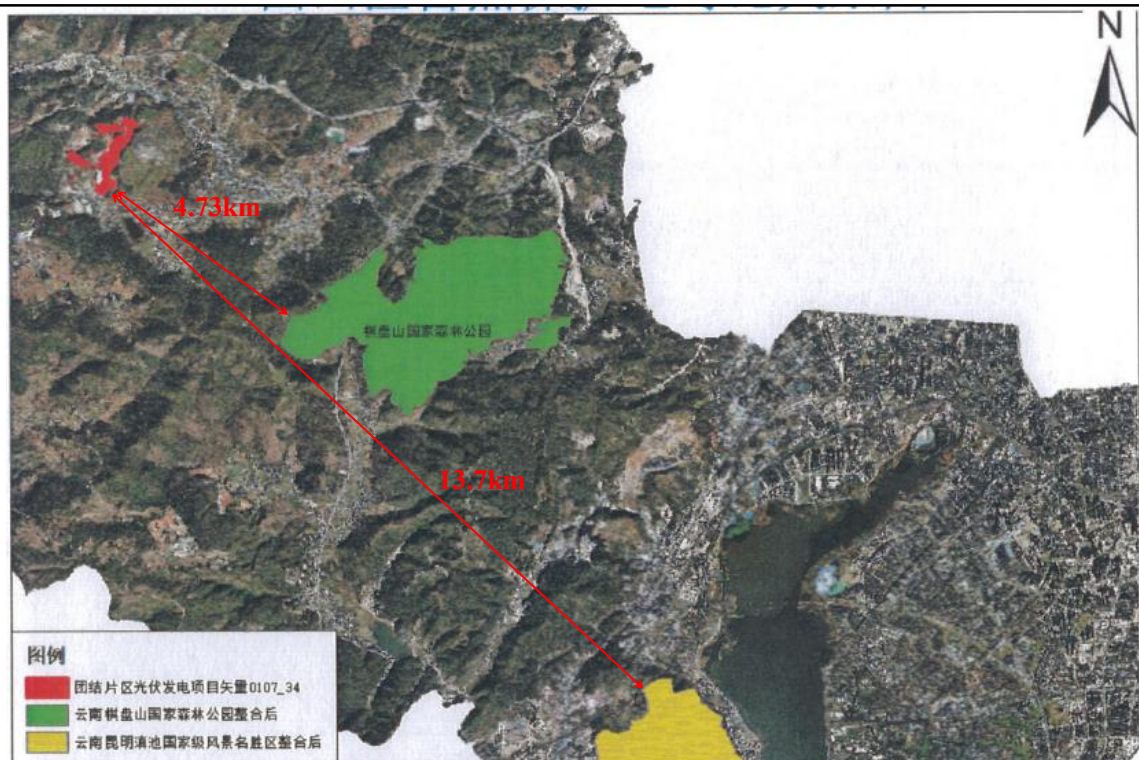 N
4.73km
棋盘山国家森林公园
13.7km
图例
团结片区光伏发电项目矢量0107_34
云南棋盘山国家森林公园整合后
云南昆明滇池国家级风景名胜区整合后